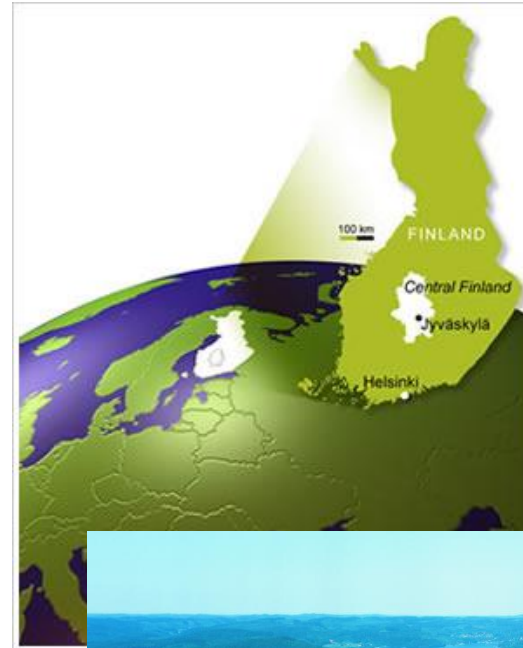 100 km
FINLAND
Central Finland
Jyväskylä
Helsinki